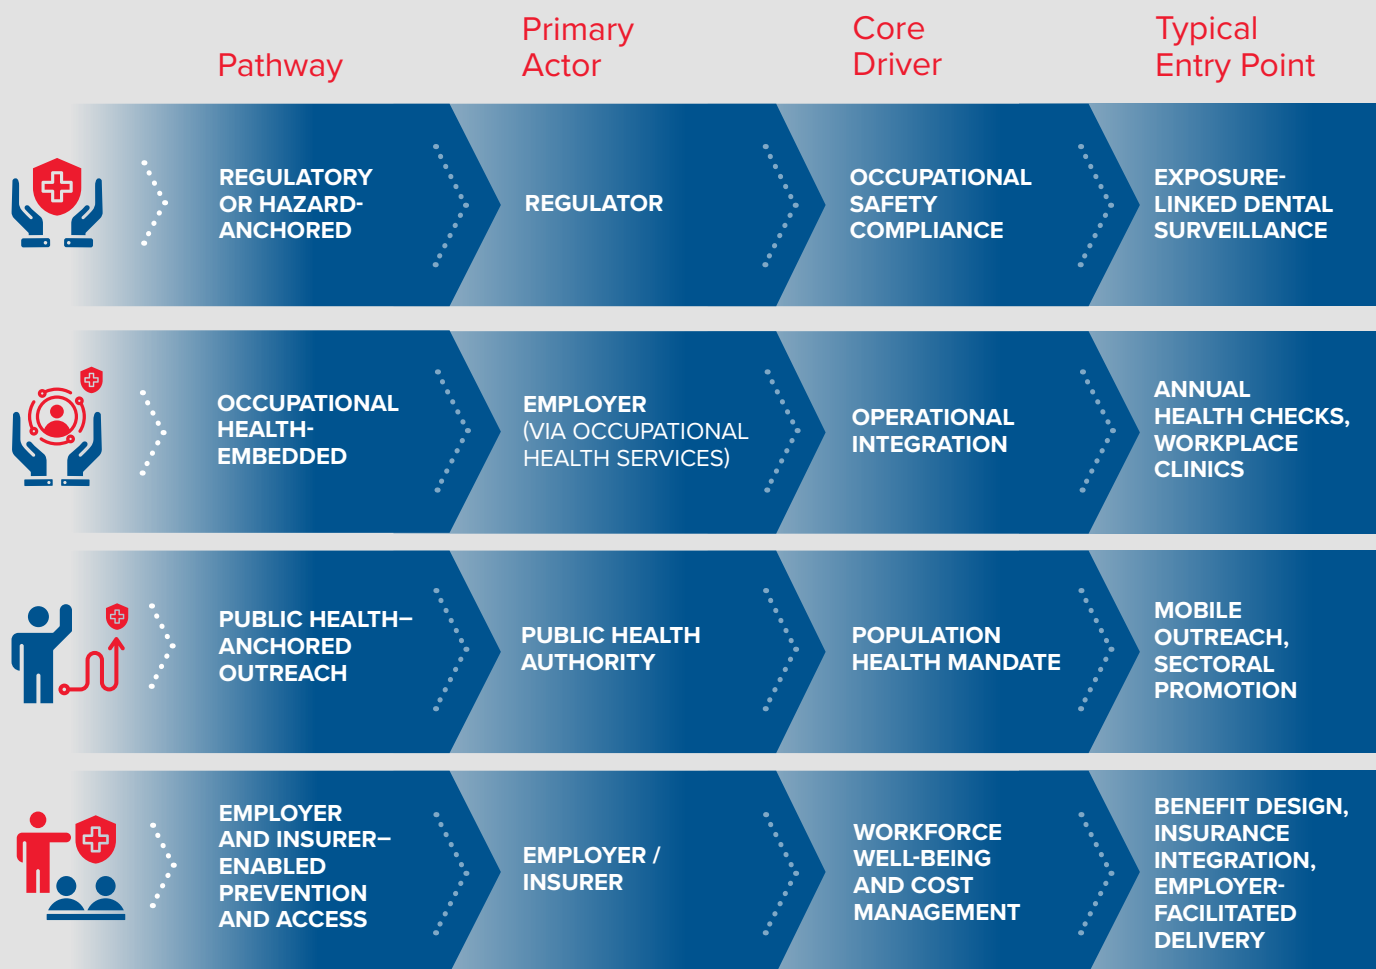 Pathway
Primary
Actor
Core
Driver
Typical
Entry Point
REGULATORY
OR HAZARD-
ANCHORED
REGULATOR
OCCUPATIONAL
SAFETY
COMPLIANCE
EXPOSURE-
LINKED DENTAL
SURVEILLANCE
OCCUPATIONAL
HEALTH-
EMBEDDED
EMPLOYER
(VIA OCCUPATIONAL
HEALTH SERVICES)
OPERATIONAL
INTEGRATION
ANNUAL
HEALTH CHECKS,
WORKPLACE
CLINICS
PUBLIC HEALTH–
ANCHORED
OUTREACH
PUBLIC HEALTH
AUTHORITY
POPULATION
HEALTH MANDATE
MOBILE
OUTREACH,
SECTORAL
PROMOTION
EMPLOYER
AND INSURER–
ENABLED
PREVENTION
AND ACCESS
EMPLOYER /
INSURER
WORKFORCE
WELL-BEING
AND COST
MANAGEMENT
BENEFIT DESIGN,
INSURANCE
INTEGRATION,
EMPLOYER-
FACILITATED
DELIVERY